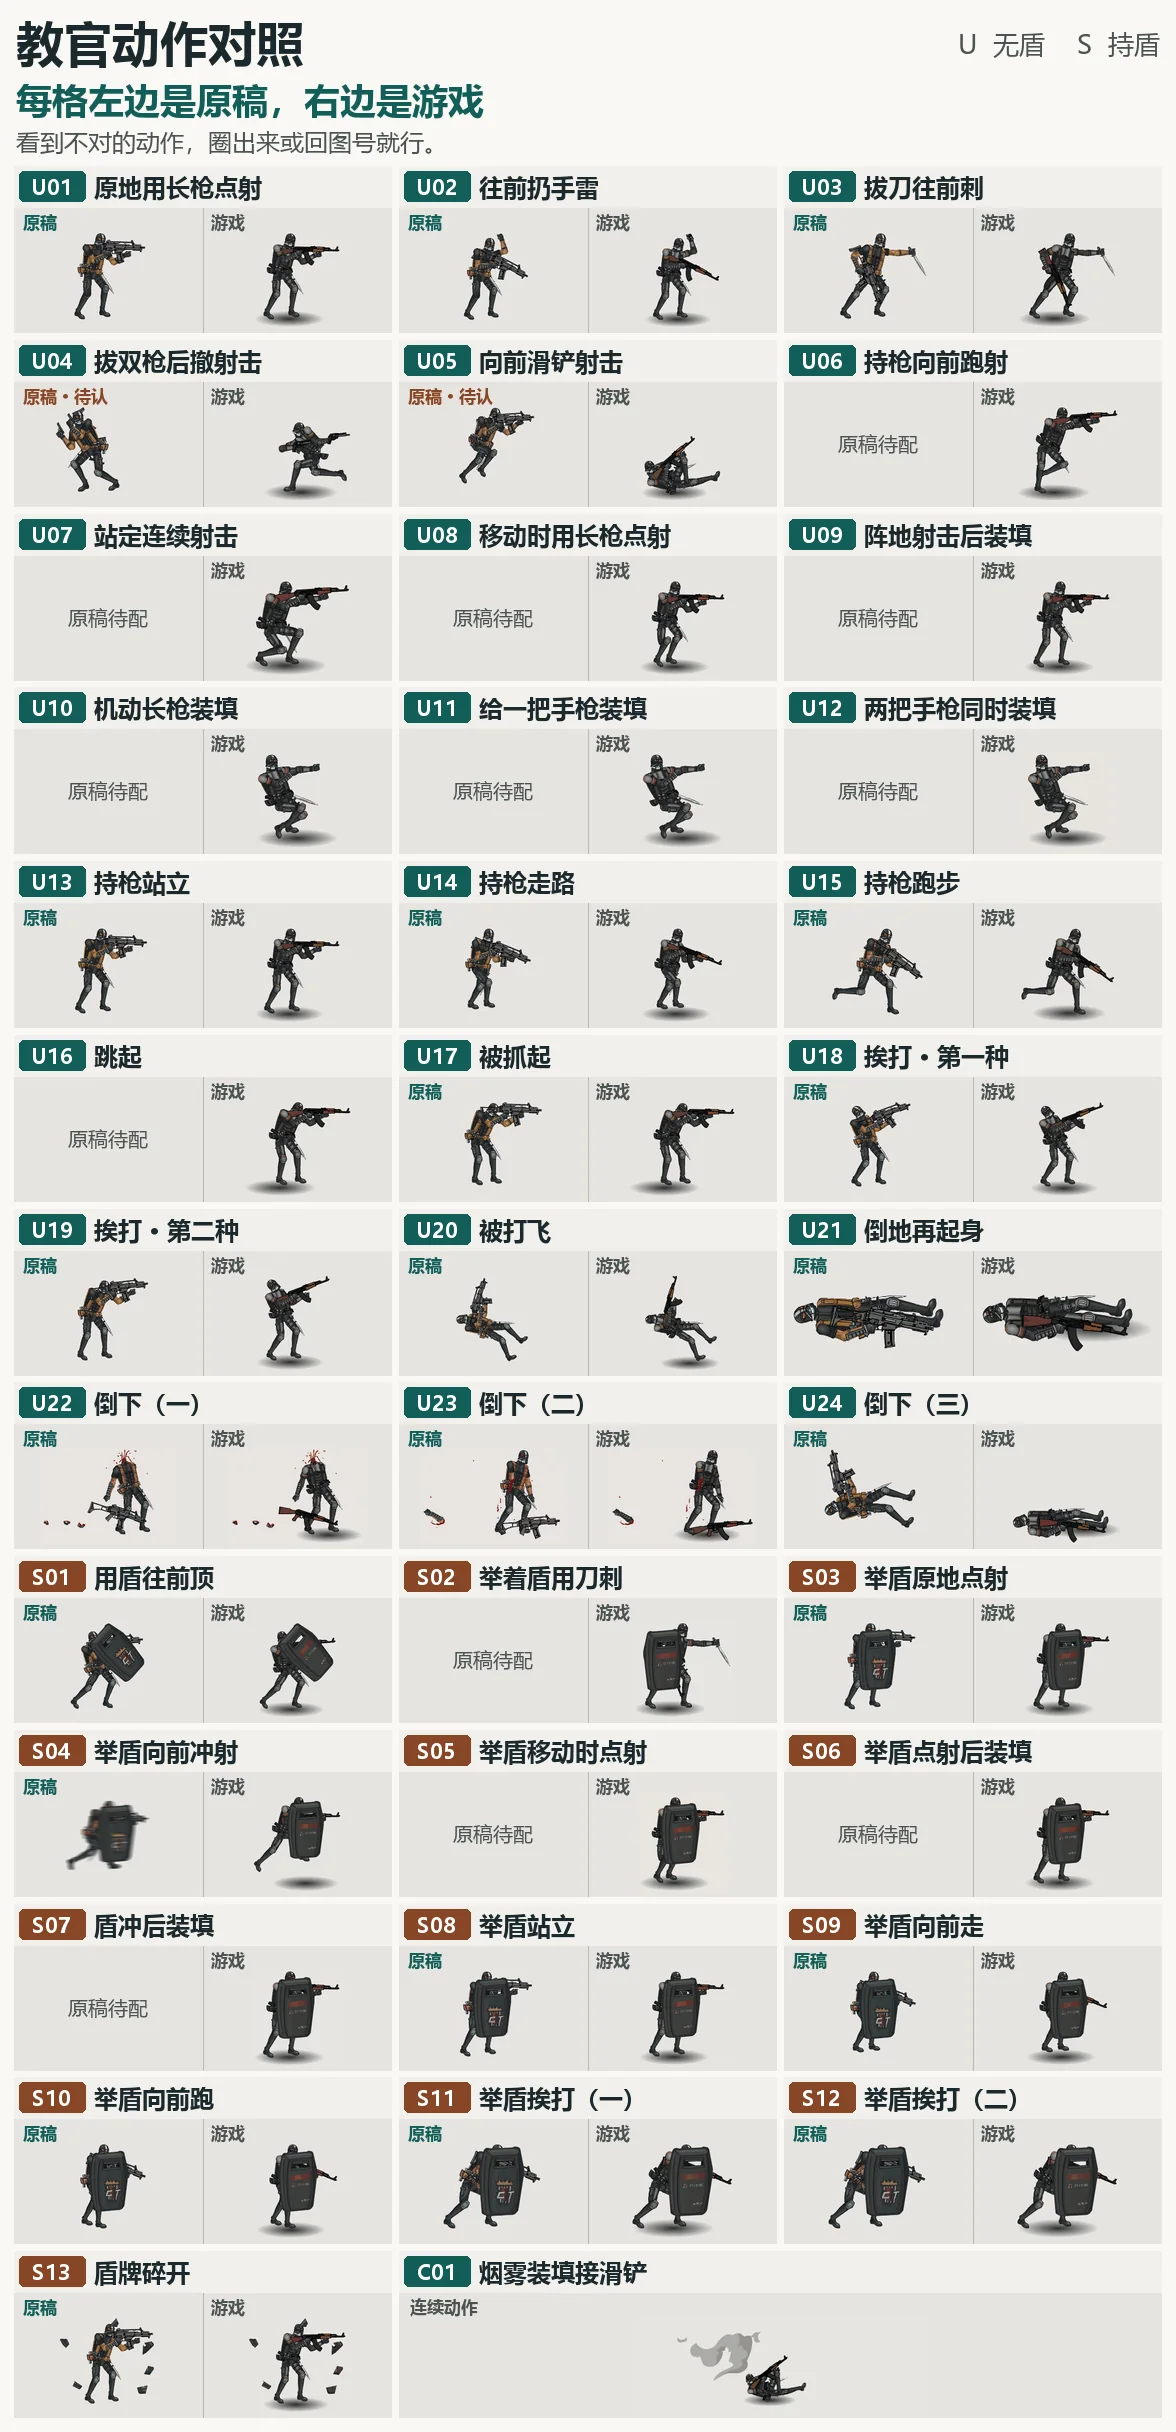 教官动作对照
U 无盾 S 持盾
每格左边是原稿，右边是游戏
看到不对的动作，圈出来或回图号就行。
U01 原地用长枪点射
原稿 游戏
U02 往前扔手雷
原稿 游戏
U03 拔刀往前刺
原稿 游戏
U04 拔双枪后撤射击
原稿·待认 游戏
U05 向前滑铲射击
原稿·待认 游戏
U06 持枪向前跑射
原稿待配 游戏
U07 站定连续射击
原稿待配 游戏
U08 移动时用长枪点射
原稿待配 游戏
U09 阵地射击后装填
原稿待配 游戏
U10 机动长枪装填
原稿待配 游戏
U11 给一把手枪装填
原稿待配 游戏
U12 两把手枪同时装填
原稿待配 游戏
U13 持枪站立
原稿 游戏
U14 持枪走路
原稿 游戏
U15 持枪跑步
原稿 游戏
U16 跳起
原稿待配 游戏
U17 被抓起
原稿 游戏
U18 挨打·第一种
原稿 游戏
U19 挨打·第二种
原稿 游戏
U20 被打飞
原稿 游戏
U21 倒地再起身
原稿 游戏
U22 倒下（一）
原稿 游戏
U23 倒下（二）
原稿 游戏
U24 倒下（三）
原稿 游戏
S01 用盾往前顶
原稿 游戏
S02 举着盾用刀刺
原稿待配 游戏
S03 举盾原地点射
原稿 游戏
S04 举盾向前冲射
原稿 游戏
S05 举盾移动时点射
原稿待配 游戏
S06 举盾点射后装填
原稿待配 游戏
S07 盾冲后装填
原稿待配 游戏
S08 举盾站立
原稿 游戏
S09 举盾向前走
原稿 游戏
S10 举盾向前跑
原稿 游戏
S11 举盾挨打（一）
原稿 游戏
S12 举盾挨打（二）
原稿 游戏
S13 盾牌碎开
原稿 游戏
C01 烟雾装填接滑铲
连续动作